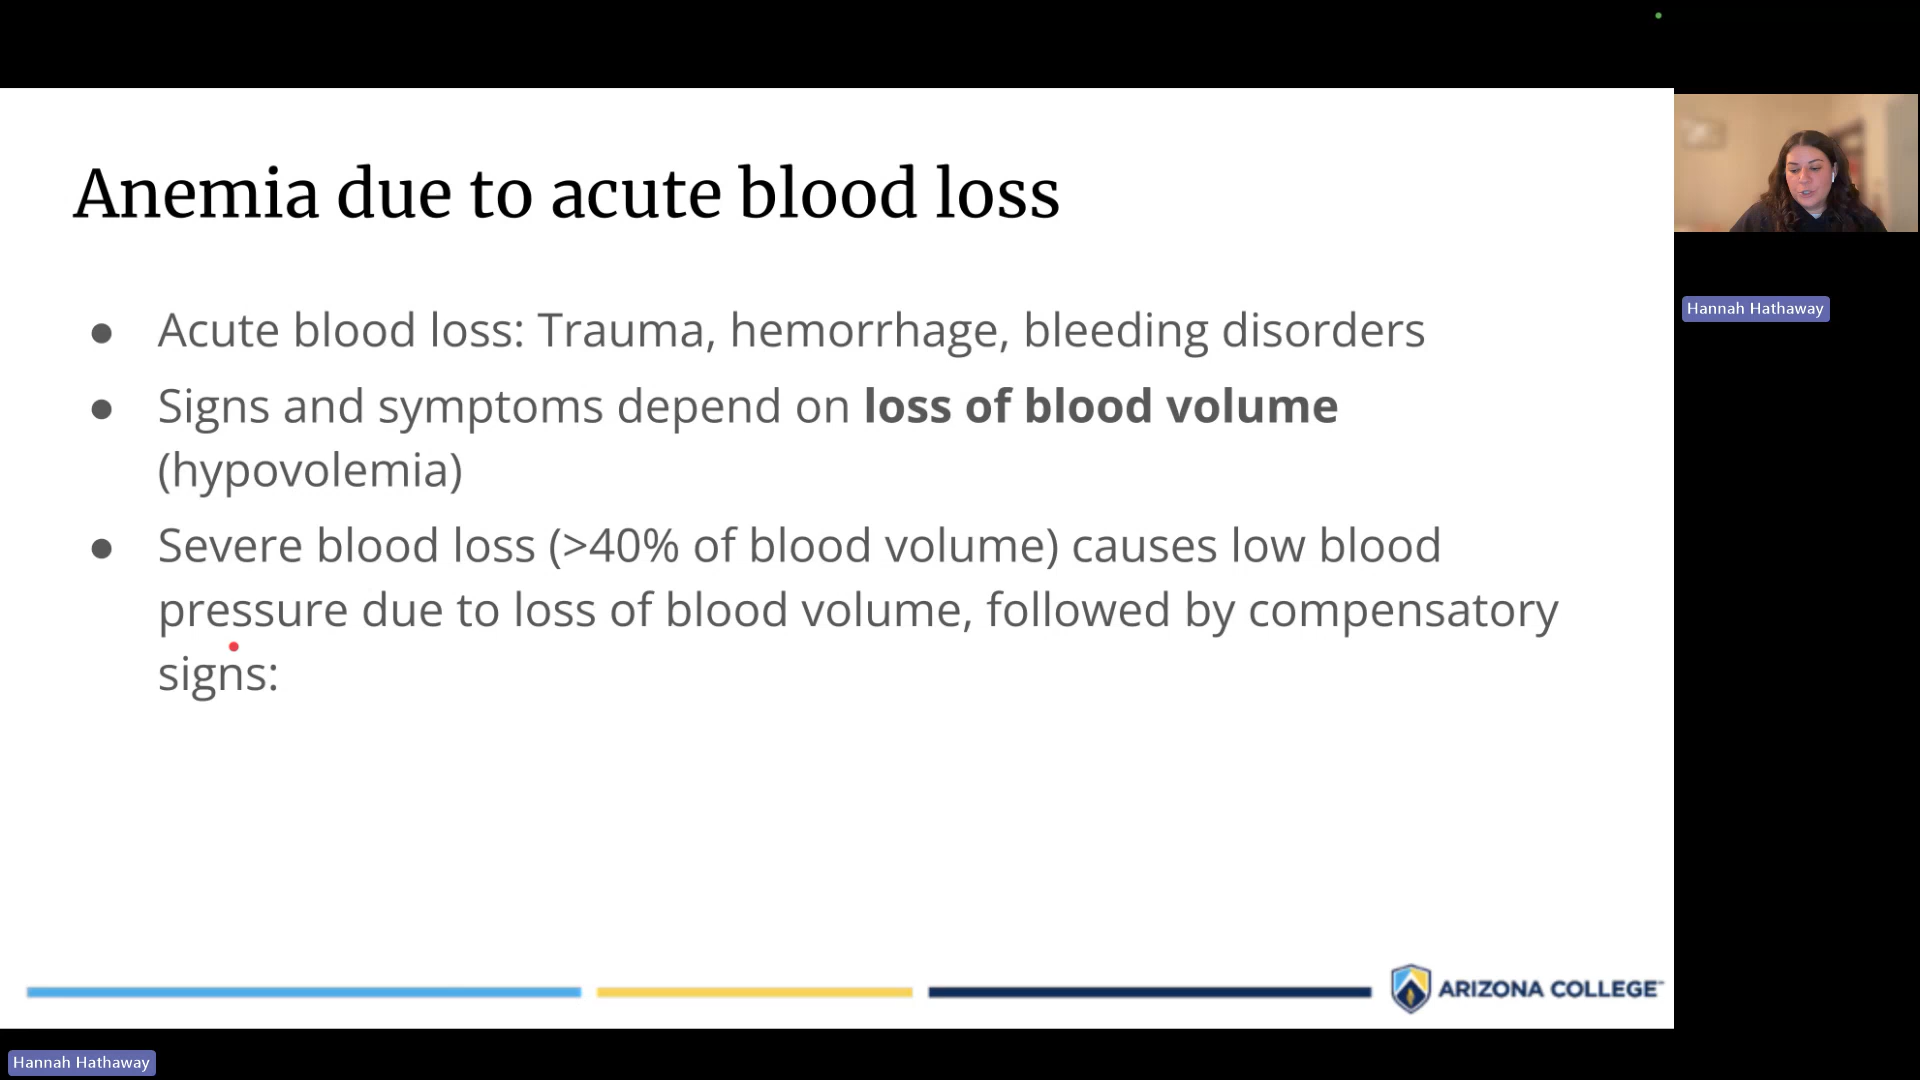 Anemia due to acute blood loss
● Acute blood loss: Trauma, hemorrhage, bleeding disorders
● Signs and symptoms depend on loss of blood volume
(hypovolemia)
● Severe blood loss (>40% of blood volume) causes low blood
pressure due to loss of blood volume, followed by compensatory
signs:
ARIZONA COLLEGE
Hannah Hathaway
Hannah Hathaway